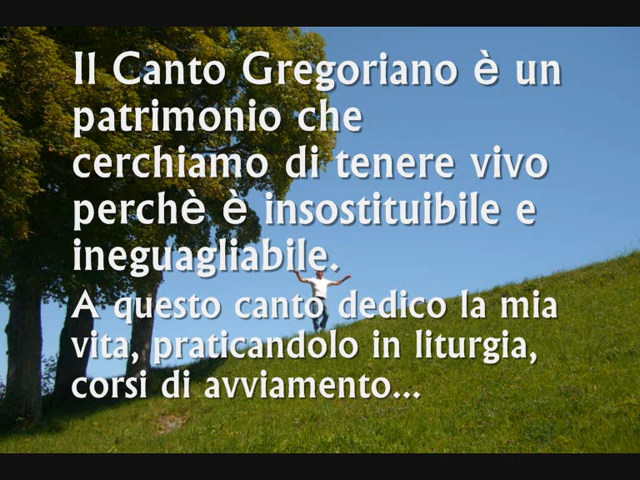 Il Canto Gregoriano è un
patrimonio che
cerchiamo di tenere vivo
perchè è insostituibile e
ineguagliabile.
A questo canto dedico la mia
vita, praticandolo in liturgia,
corsi di avviamento...